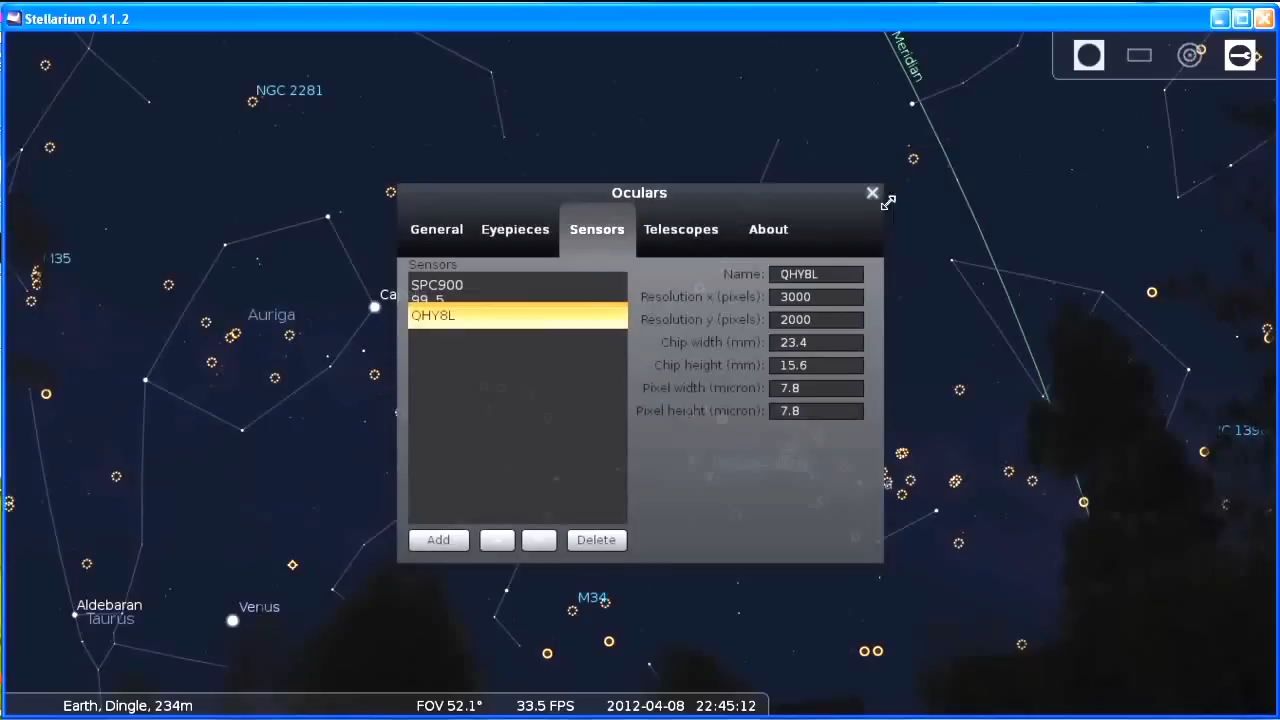 Stellarium 0.11.2
Meridian
NGC 2281
Oculars
General Eyepieces Sensors Telescopes About
Sensors
SPC900
99 5
QHY8L
Name: QHY8L
Resolution x (pixels): 3000
Resolution y (pixels): 2000
Chip width (mm): 23.4
Chip height (mm): 15.6
Pixel width (micron): 7.8
Pixel height (micron): 7.8
Add Delete
Auriga
Ca
Aldebaran
Taurus
Venus
M34
Earth, Dingle, 234m FOV 52.1° 33.5 FPS 2012-04-08 22:45:12